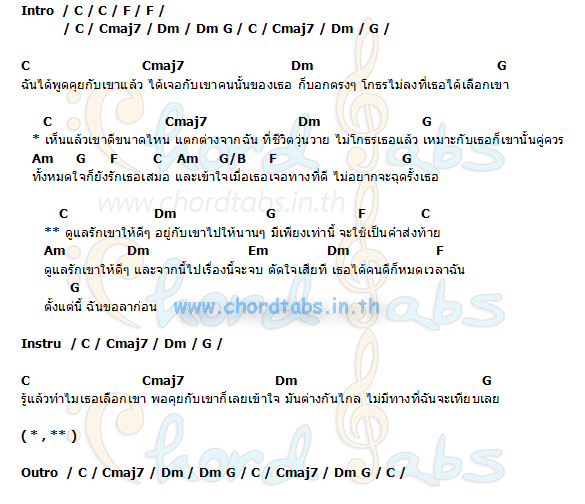 Intro / C / C / F / F /
/ C / Cmaj7 / Dm / Dm G / C / Cmaj7 / Dm / G /
C Cmaj7 Dm G
ฉันได้พูดคุยกับเขาแล้ว ได้เจอกับเขาคนนั้นของเธอ ก็บอกตรงๆ โกรธไม่ลงที่เธอได้เลือกเขา
C Cmaj7 Dm G
* เห็นแล้วเขาดีขนาดไหน แตกต่างจากฉัน ที่ชีวิตวุ่นวาย ไม่โกรธเธอแล้ว เหมาะกับเธอก็เขานั้นคู่ควร
Am G F C Am G/B F G
ทั้งหมดใจก็ยังรักเธอเสมอ และเข้าใจเมื่อเธอเจอทางที่ดี ไม่อยากจะฉุดรั้งเธอ
www.chordtabs.in.th
C Dm G F C
** ดูแลรักเขาให้ดีๆ อยู่กับเขาไปให้นานๆ มีเพียงเท่านี้ จะใช้เป็นคำส่งท้าย
Am Dm Em Dm F
ดูแลรักเขาให้ดีๆ และจากนี้ไปเรื่องนี้จะจบ ตัดใจเสียที เธอได้คนดีก็หมดเวลาฉัน
G
ตั้งแต่นี้ ฉันขอลาก่อน www.chordtabs.in.th
Instru / C / Cmaj7 / Dm / G /
C Cmaj7 Dm G
รู้แล้วทำไมเธอเลือกเขา พอคุยกับเขาก็เลยเข้าใจ มันต่างกันไกล ไม่มีทางที่ฉันจะเทียบเลย
( * , ** )
Outro / C / Cmaj7 / Dm / Dm G / C / Cmaj7 / Dm G / C /